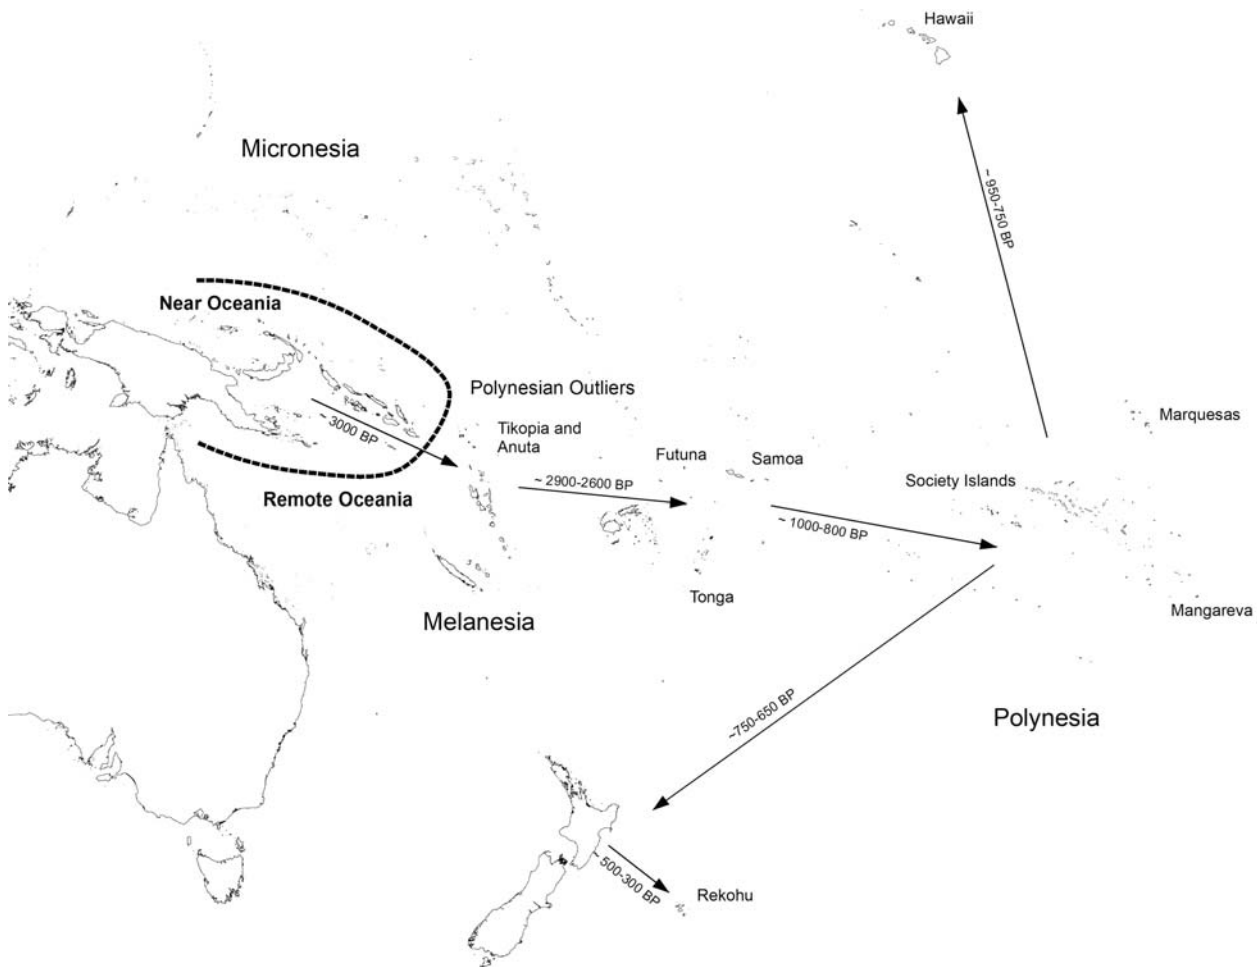 Hawaii
Micronesia
~ 950-750 BP
Near Oceania
Polynesian Outliers
~ 3000 BP
Tikopia and
Anuta
Marquesas
Futuna
Samoa
Society Islands
~ 2900-2600 BP
Remote Oceania
~ 1000-800 BP
Tonga
Mangareva
Melanesia
~750-650 BP
Polynesia
~ 500-300 BP
Rekohu